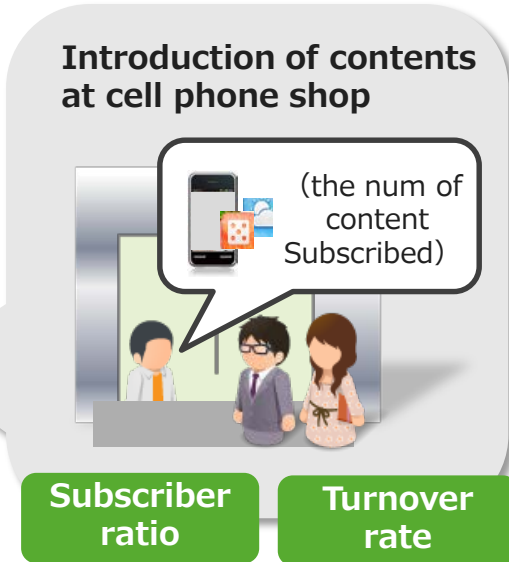 Introduction of contents
at cell phone shop
（the num of
content
Subscribed）
Subscriber
ratio
Turnover
rate